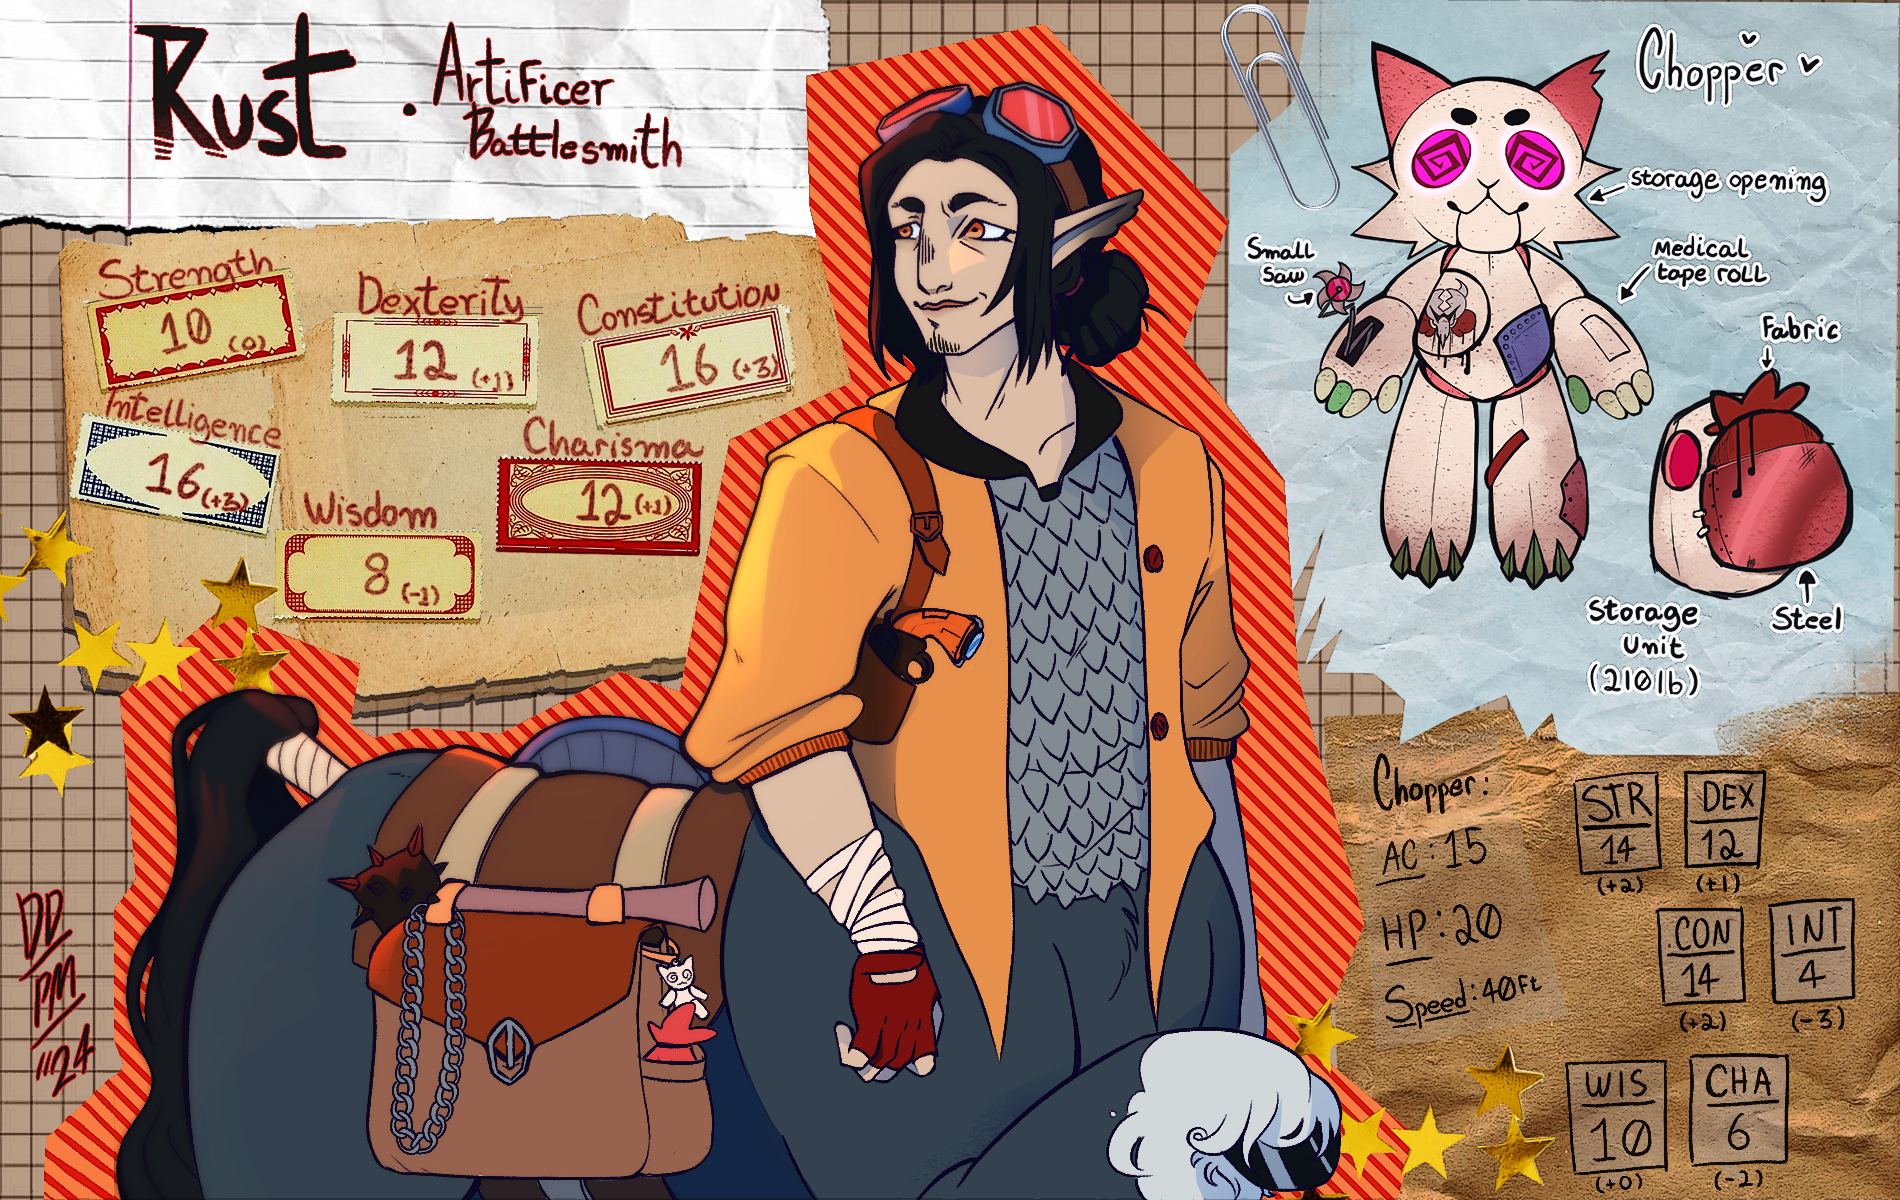 Rust
• Artificer
Battlesmith
Strength
10 (0)
Dexterity
12 (+1)
Constitution
16 (+3)
Intelligence
16 (+3)
Wisdom
8 (-1)
Charisma
12 (+1)
Chopper
storage opening
Small
Saw
Medical
tape roll
Fabric
Storage
Unit
(210lb)
Steel
Chopper:
AC: 15
HP: 20
Speed: 40Ft
STR
14
(+2)
DEX
12
(+1)
CON
14
(+2)
INT
4
(-3)
WIS
10
(+0)
CHA
6
(-2)
DD
PM
"24